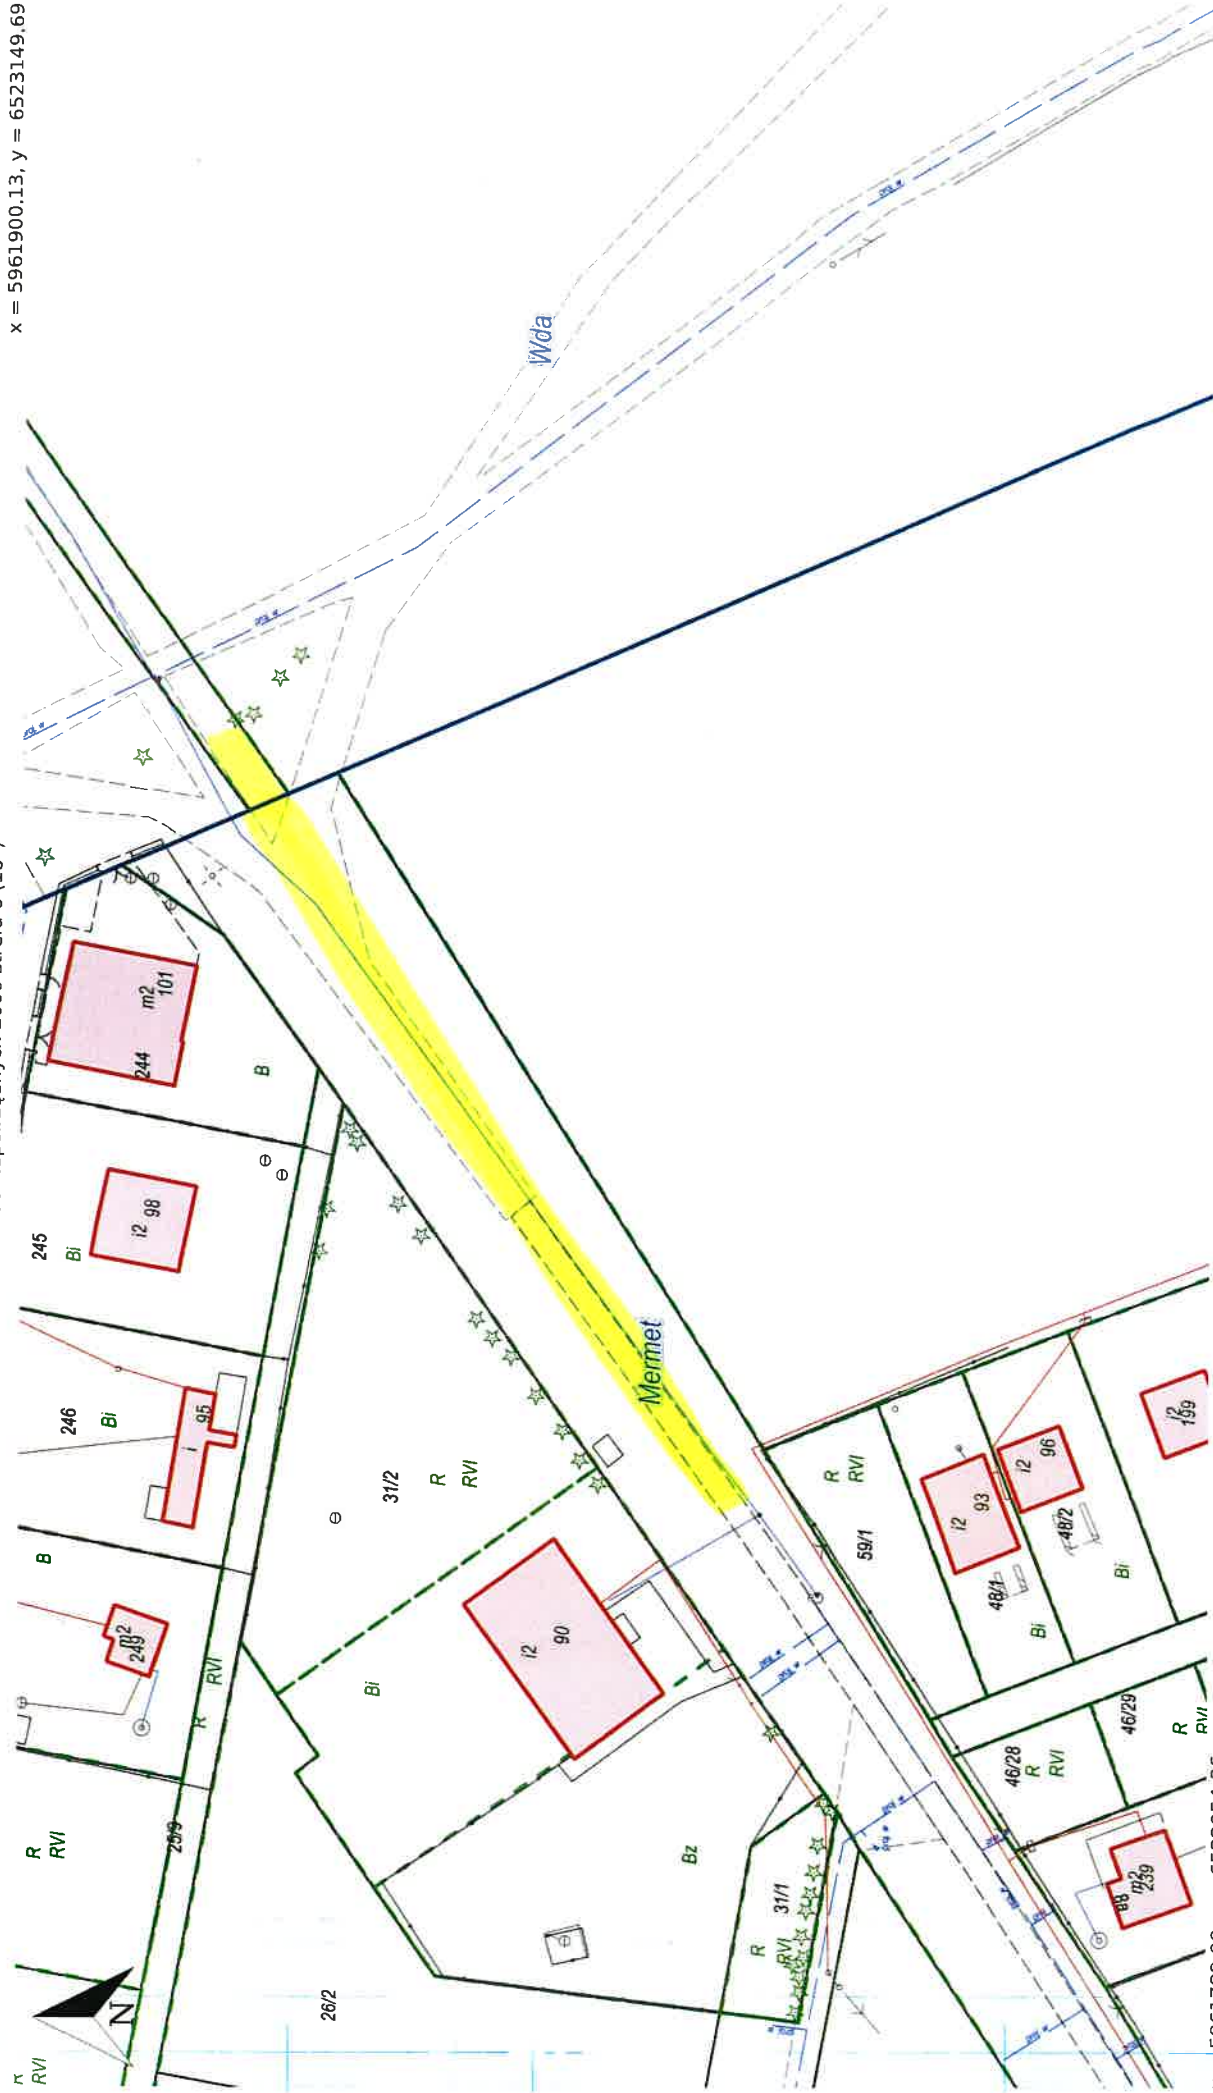 x = 5961900.13, y = 6523149.69
Wda
Mermet
m2
101
244
B
245
Bi
i2
98
246
Bi
i
95
B
m2
249
R
RVI
R
RVI
25/9
R
RVI
N
26/2
31/2
R
RVI
Bi
i2
90
Bz
31/1
R
RVI
R
RVI
59/1
i2
93
i2
96
48/1
48/2
Bi
Bi
i2
199
46/28
R
RVI
46/29
R
RVI
m2
239